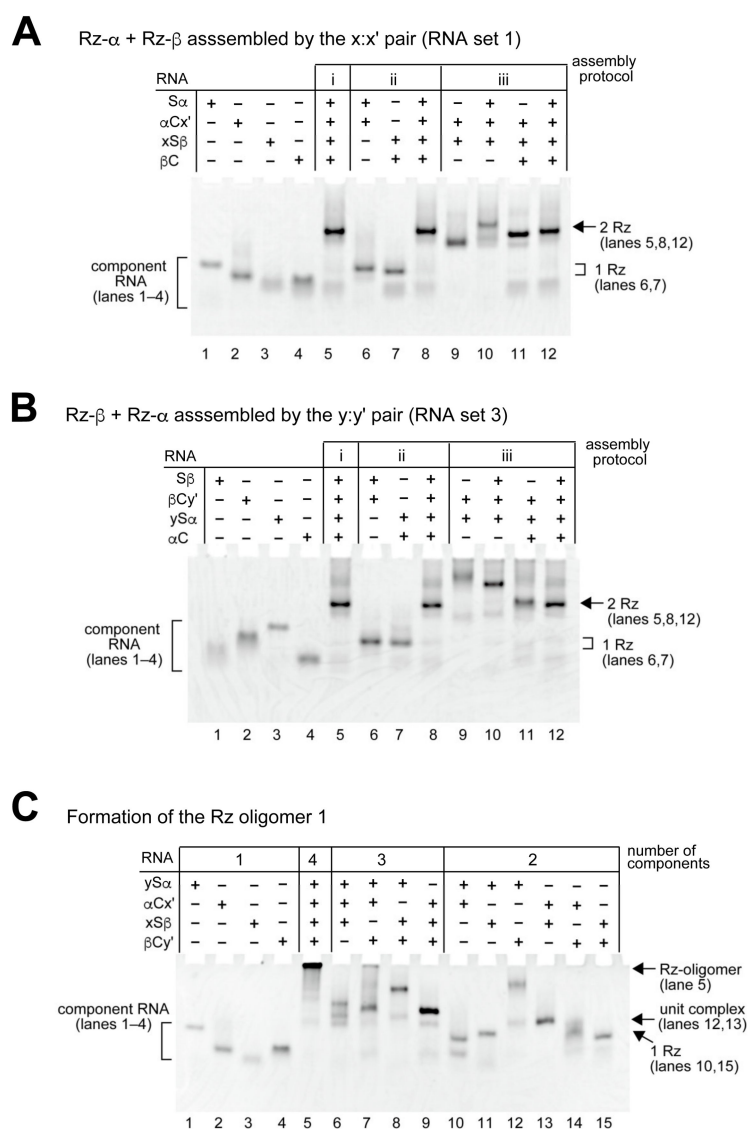 A
Rz-α + Rz-β asssembled by the x:x' pair (RNA set 1)
RNA i ii iii assembly protocol
Sα + – – – + + – + – + – +
αCx' – + – – + + – + + + + +
xSβ – – + – + – + + + + + +
βC – – – + + – + + – – + +
component RNA (lanes 1–4)
2 Rz (lanes 5,8,12)
1 Rz (lanes 6,7)
1 2 3 4 5 6 7 8 9 10 11 12
B
Rz-β + Rz-α asssembled by the y:y' pair (RNA set 3)
RNA i ii iii assembly protocol
Sβ + – – – + + – + – + – +
βCy' – + – – + + – + + + + +
ySα – – + – + – + + + + + +
αC – – – + + – + + – – + +
component RNA (lanes 1–4)
2 Rz (lanes 5,8,12)
1 Rz (lanes 6,7)
1 2 3 4 5 6 7 8 9 10 11 12
C
Formation of the Rz oligomer 1
RNA 1 4 3 2 number of components
ySα + – – – + + + + – + + + – – –
αCx' – + – – + + + – + + – – + + –
xSβ – – + – + + – + + – + – + – +
βCy' – – – + + – + + + – – + – + +
component RNA (lanes 1–4)
Rz-oligomer (lane 5)
unit complex (lanes 12,13)
1 Rz (lanes 10,15)
1 2 3 4 5 6 7 8 9 10 11 12 13 14 15